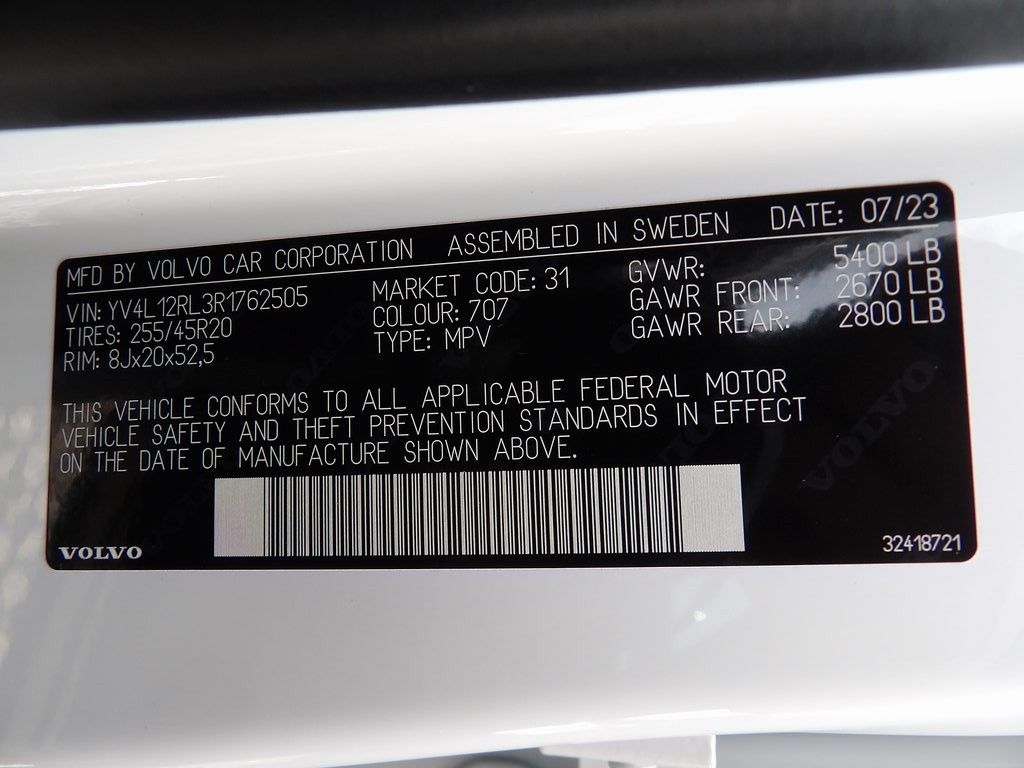 MFD BY VOLVO CAR CORPORATION ASSEMBLED IN SWEDEN DATE: 07/23
VIN: YV4L12RL3R1762505 MARKET CODE: 31 GVWR: 5400 LB
TIRES: 255/45R20 COLOUR: 707 GAWR FRONT: 2670 LB
RIM: 8Jx20x52,5 TYPE: MPV GAWR REAR: 2800 LB
THIS VEHICLE CONFORMS TO ALL APPLICABLE FEDERAL MOTOR
VEHICLE SAFETY AND THEFT PREVENTION STANDARDS IN EFFECT
ON THE DATE OF MANUFACTURE SHOWN ABOVE.
VOLVO
VOLVO 32418721